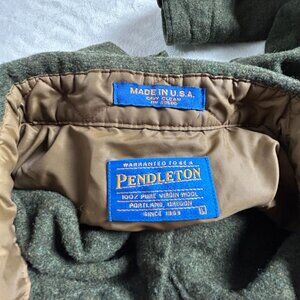 MADE IN U.S.A.
DRY CLEAN
WARRANTED TO BE A
PENDLETON
100% PURE VIRGIN WOOL
PORTLAND, OREGON
SINCE 1863